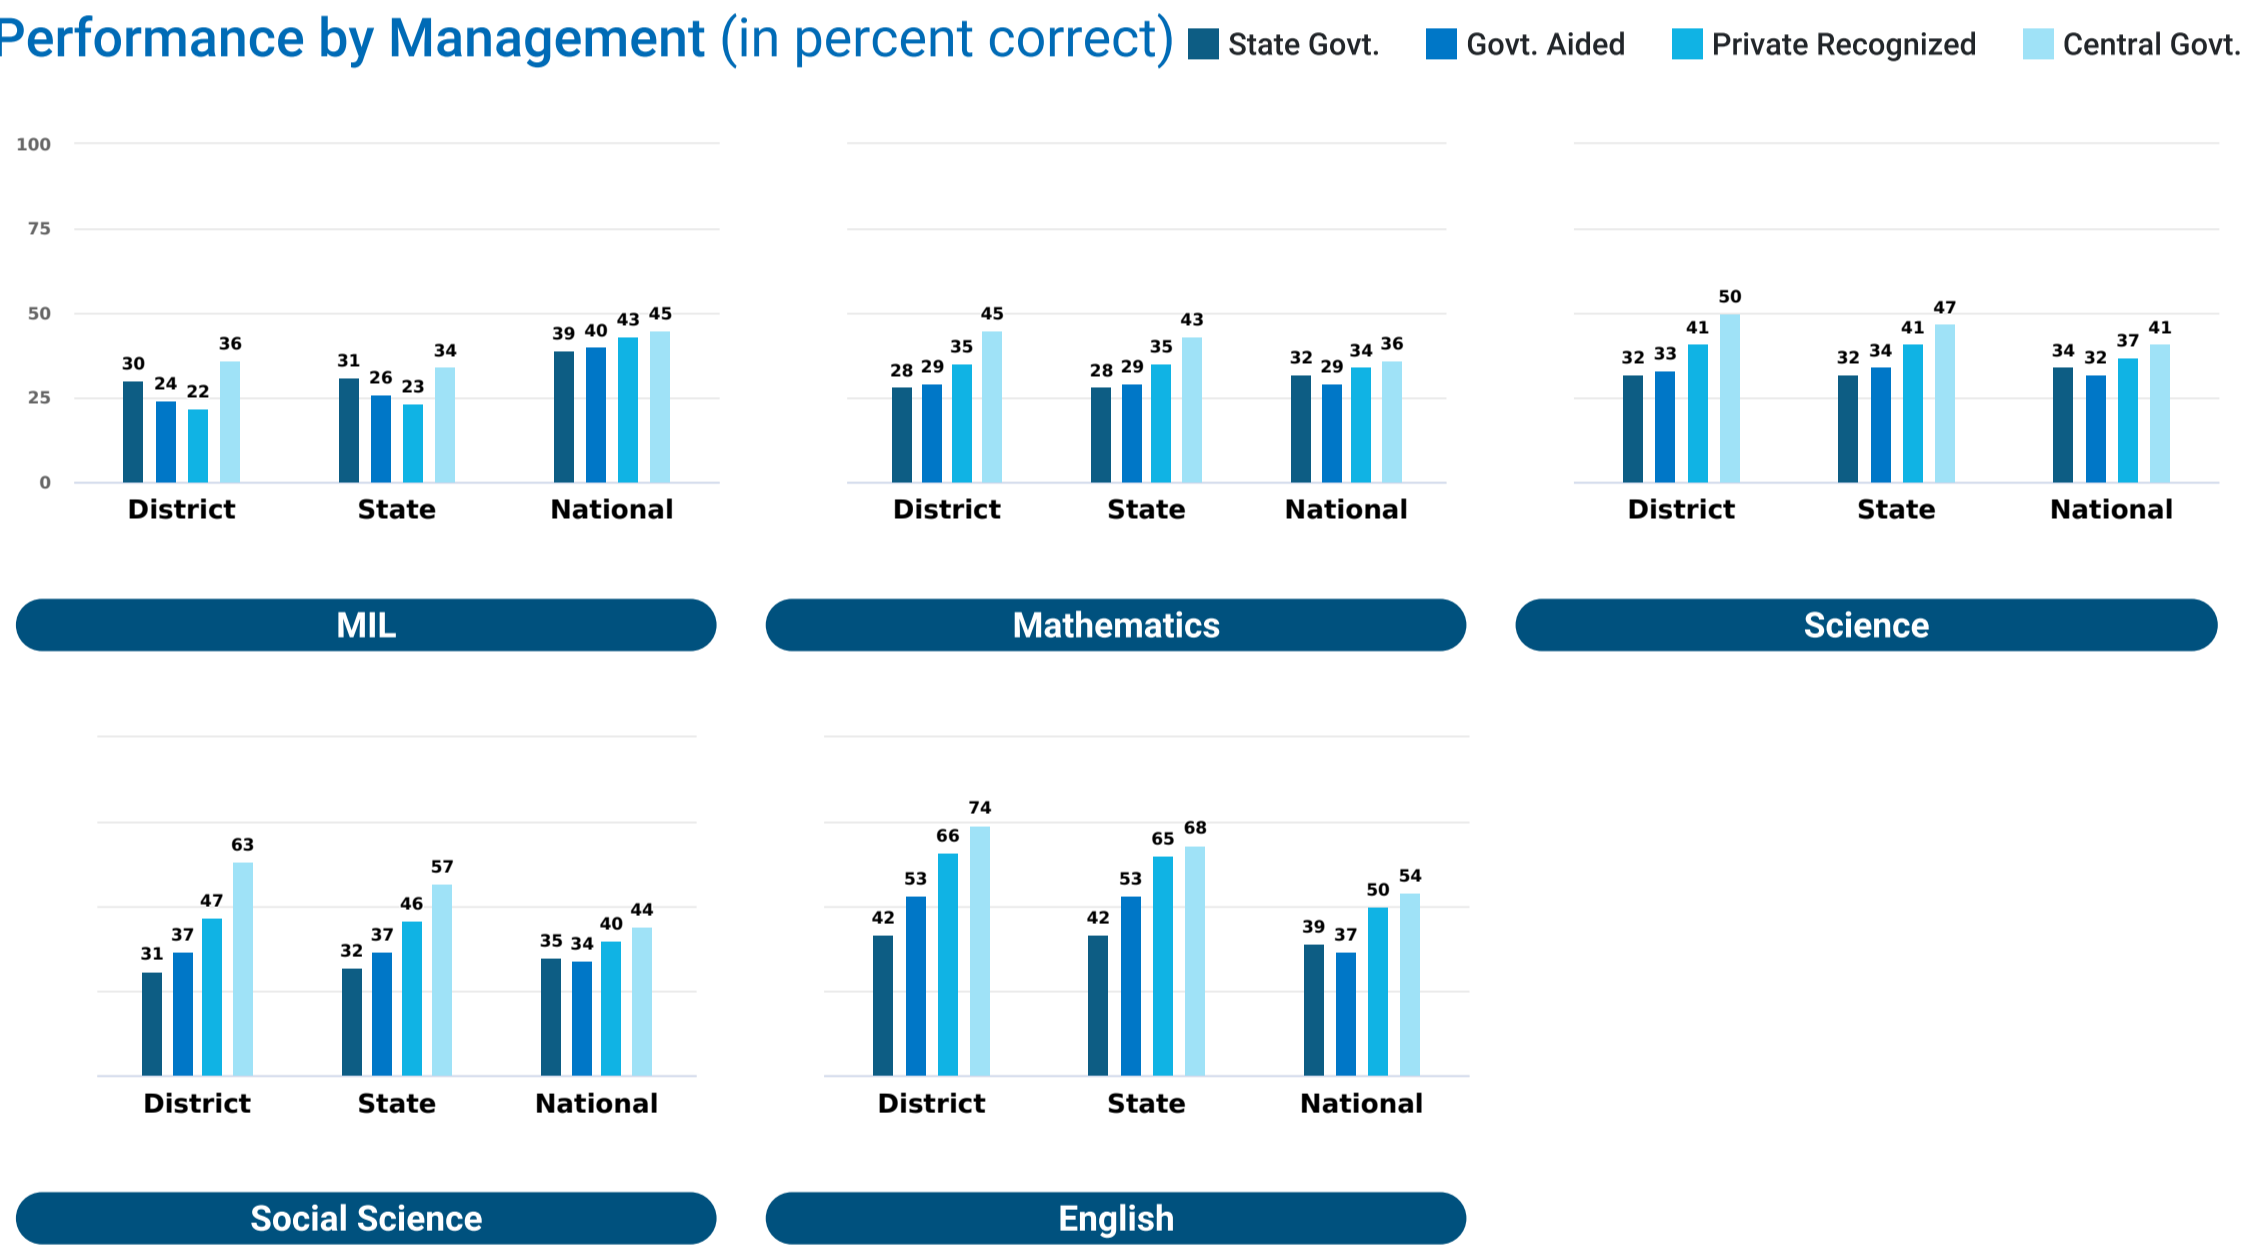 Performance by Management (in percent correct)
State Govt. Govt. Aided Private Recognized Central Govt.
100
75
50
25
0
30 24 22 36 31 26 23 34 39 40 43 45
District State National
MIL
28 29 35 45 28 29 35 43 32 29 34 36
District State National
Mathematics
32 33 41 50 32 34 41 47 34 32 37 41
District State National
Science
31 37 47 63 32 37 46 57 35 34 40 44
District State National
Social Science
42 53 66 74 42 53 65 68 39 37 50 54
District State National
English